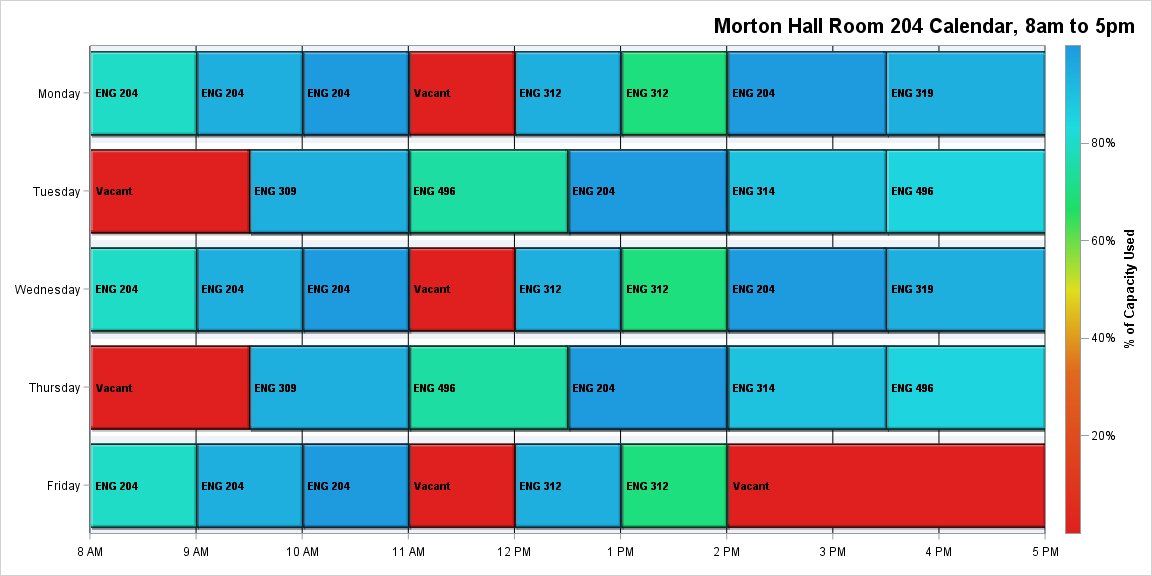 Morton Hall Room 204 Calendar, 8am to 5pm
Monday
ENG 204
ENG 204
ENG 204
Vacant
ENG 312
ENG 312
ENG 204
ENG 319
Tuesday
Vacant
ENG 309
ENG 496
ENG 204
ENG 314
ENG 496
Wednesday
ENG 204
ENG 204
ENG 204
Vacant
ENG 312
ENG 312
ENG 204
ENG 319
Thursday
Vacant
ENG 309
ENG 496
ENG 204
ENG 314
ENG 496
Friday
ENG 204
ENG 204
ENG 204
Vacant
ENG 312
ENG 312
Vacant
8 AM
9 AM
10 AM
11 AM
12 PM
1 PM
2 PM
3 PM
4 PM
5 PM
80%
60%
40%
20%
% of Capacity Used